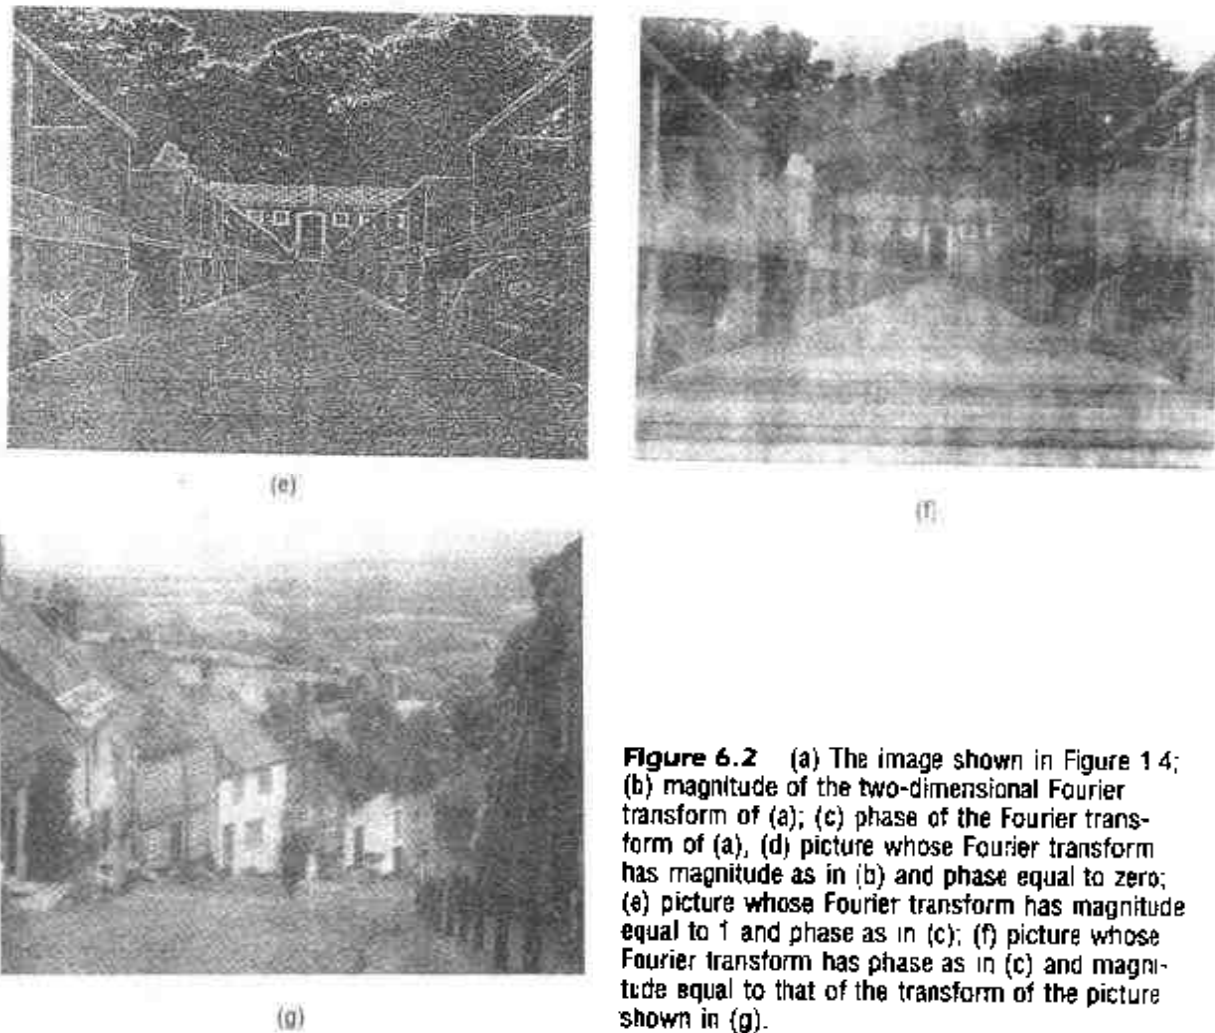 (e)
(f)
(g)
Figure 6.2 (a) The image shown in Figure 1 4;
(b) magnitude of the two-dimensional Fourier
transform of (a); (c) phase of the Fourier trans-
form of (a), (d) picture whose Fourier transform
has magnitude as in (b) and phase equal to zero;
(e) picture whose Fourier transform has magnitude
equal to 1 and phase as in (c); (f) picture whose
Fourier transform has phase as in (c) and magni-
tude equal to that of the transform of the picture
shown in (g).